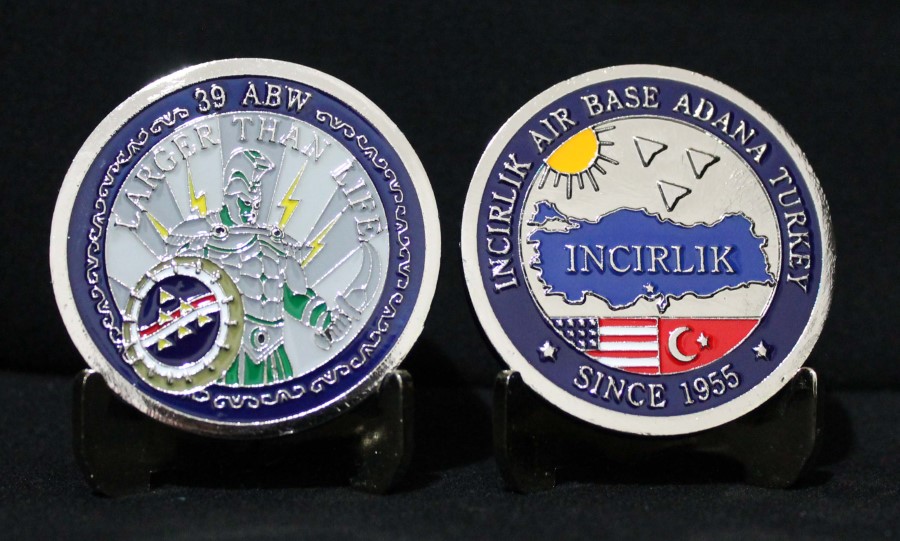 39 ABW
LARGER THAN LIFE
INCIRLIK AIR BASE ADANA TURKEY
INCIRLIK
SINCE 1955